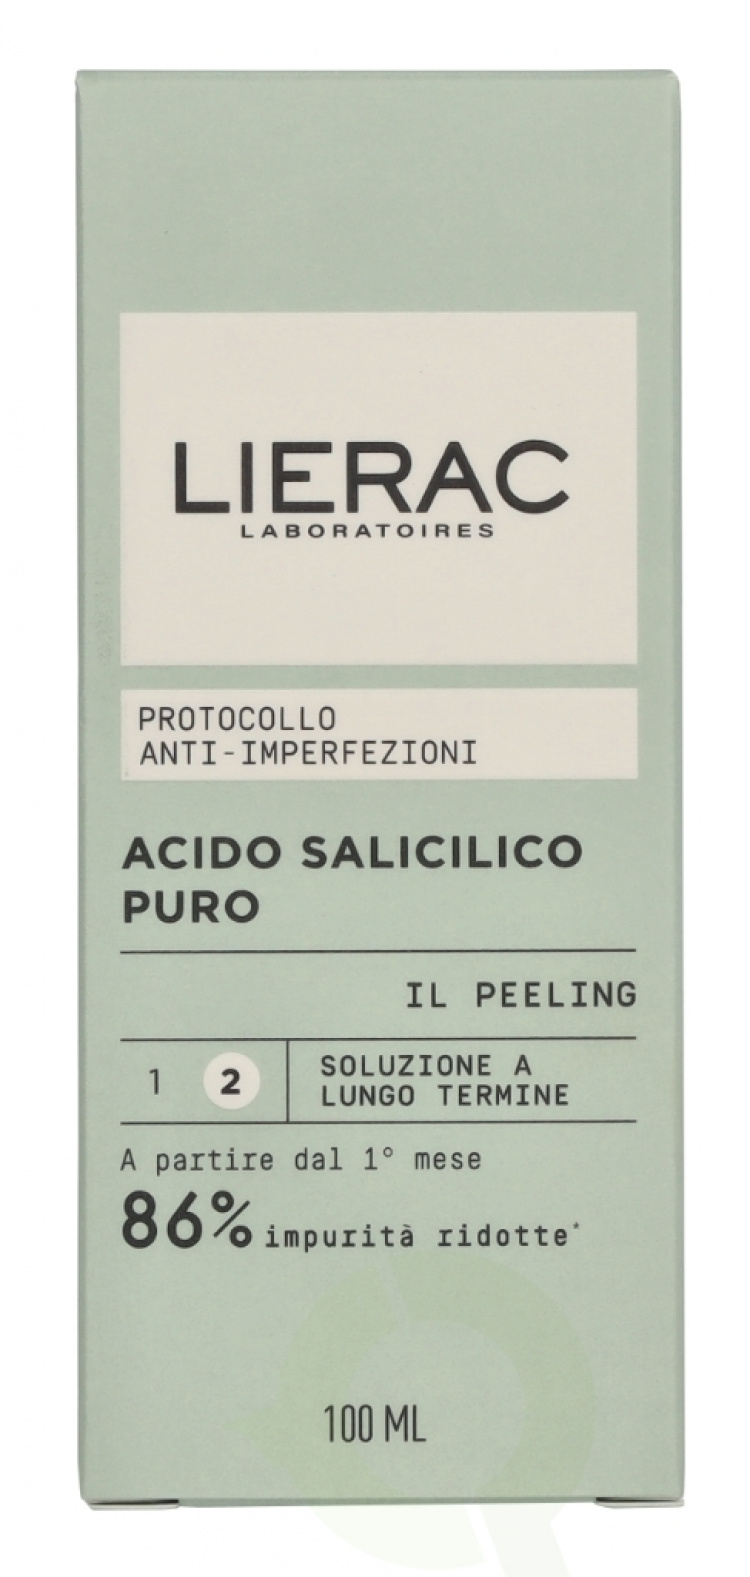 LIERAC
LABORATOIRES
PROTOCOLLO
ANTI-IMPERFEZIONI
ACIDO SALICILICO
PURO
IL PEELING
1 2
SOLUZIONE A
LUNGO TERMINE
A partire dal 1° mese
86% impurità ridotte*
100 ML